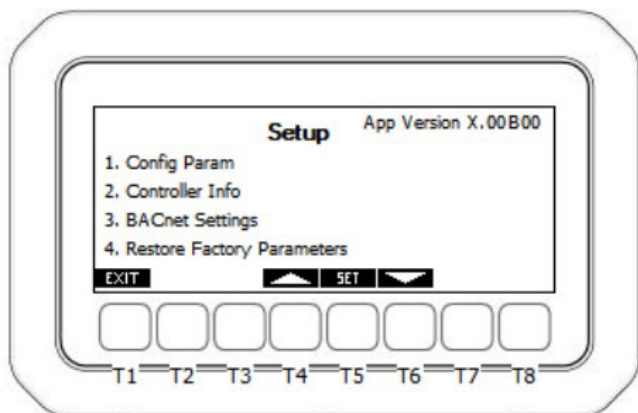 Setup App Version X.00B00
1. Config Param
2. Controller Info
3. BACnet Settings
4. Restore Factory Parameters
EXIT SET
T1 T2 T3 T4 T5 T6 T7 T8